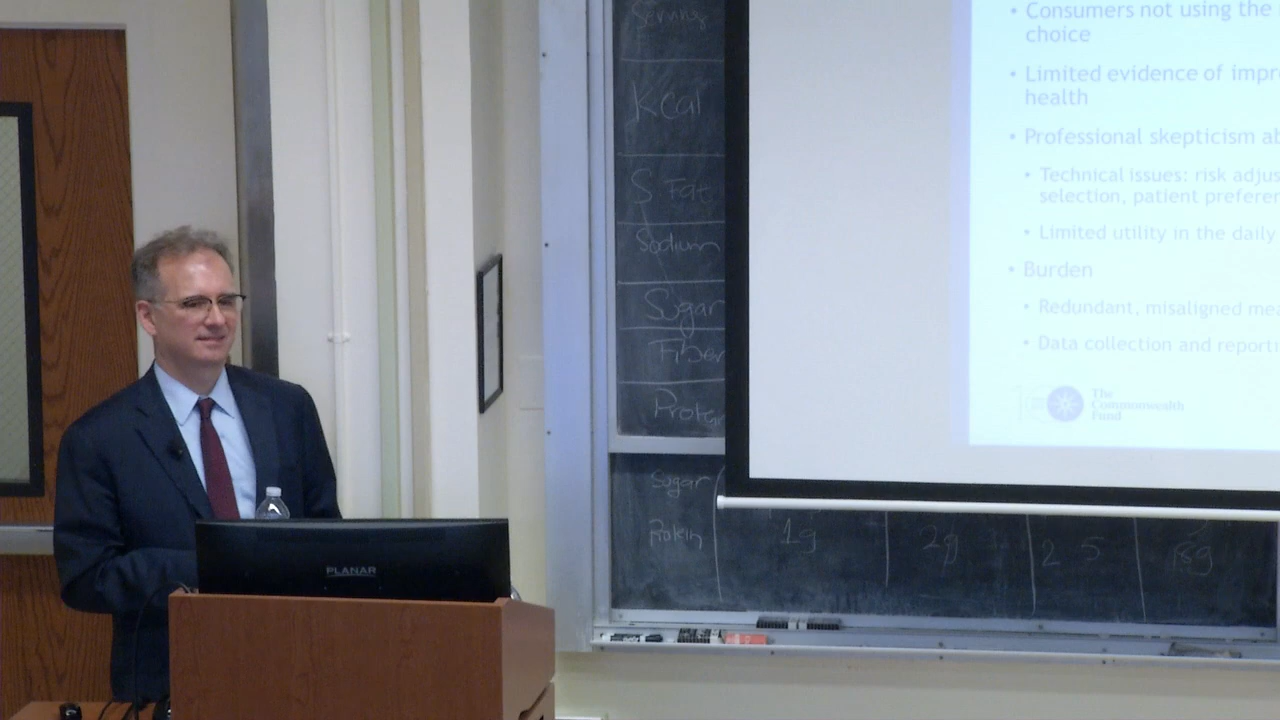 Serving
Kcal
S Fat
Sodium
Sugar
Fiber
Sugar
Protein
1g
2g
2
5
PLANAR
• Consumers not using the
choice
• Limited evidence of impr
health
• Professional skepticism ab
• Technical issues: risk adjus
selection, patient preferen
• Limited utility in the daily
• Burden
• Redundant, misaligned mea
• Data collection and reporti
The
Commonwealth
Fund